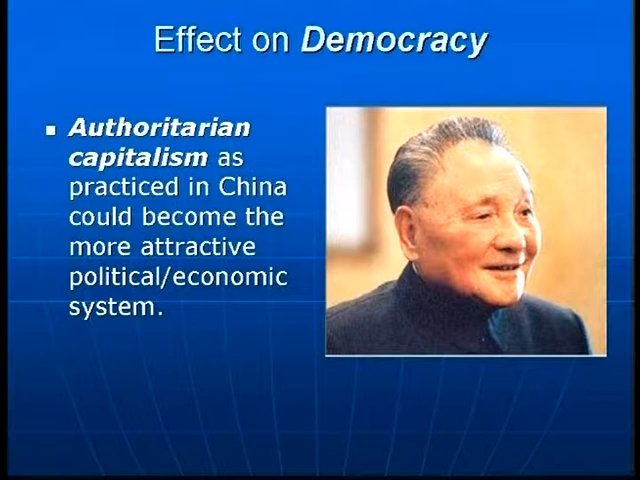 Effect on Democracy
Authoritarian
capitalism as
practiced in China
could become the
more attractive
political/economic
system.